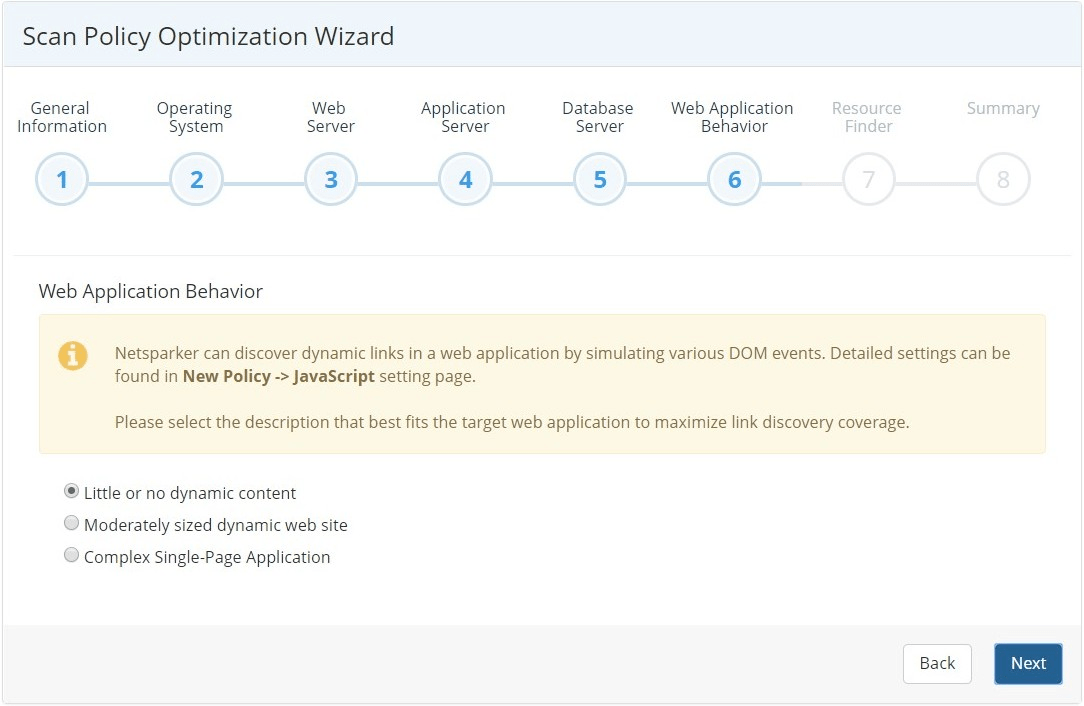 Scan Policy Optimization Wizard
General
Information
Operating
System
Web
Server
Application
Server
Database
Server
Web Application
Behavior
Resource
Finder
Summary
1
2
3
4
5
6
7
8
Web Application Behavior
Netsparker can discover dynamic links in a web application by simulating various DOM events. Detailed settings can be
found in New Policy -> JavaScript setting page.
Please select the description that best fits the target web application to maximize link discovery coverage.
Little or no dynamic content
Moderately sized dynamic web site
Complex Single-Page Application
Back
Next